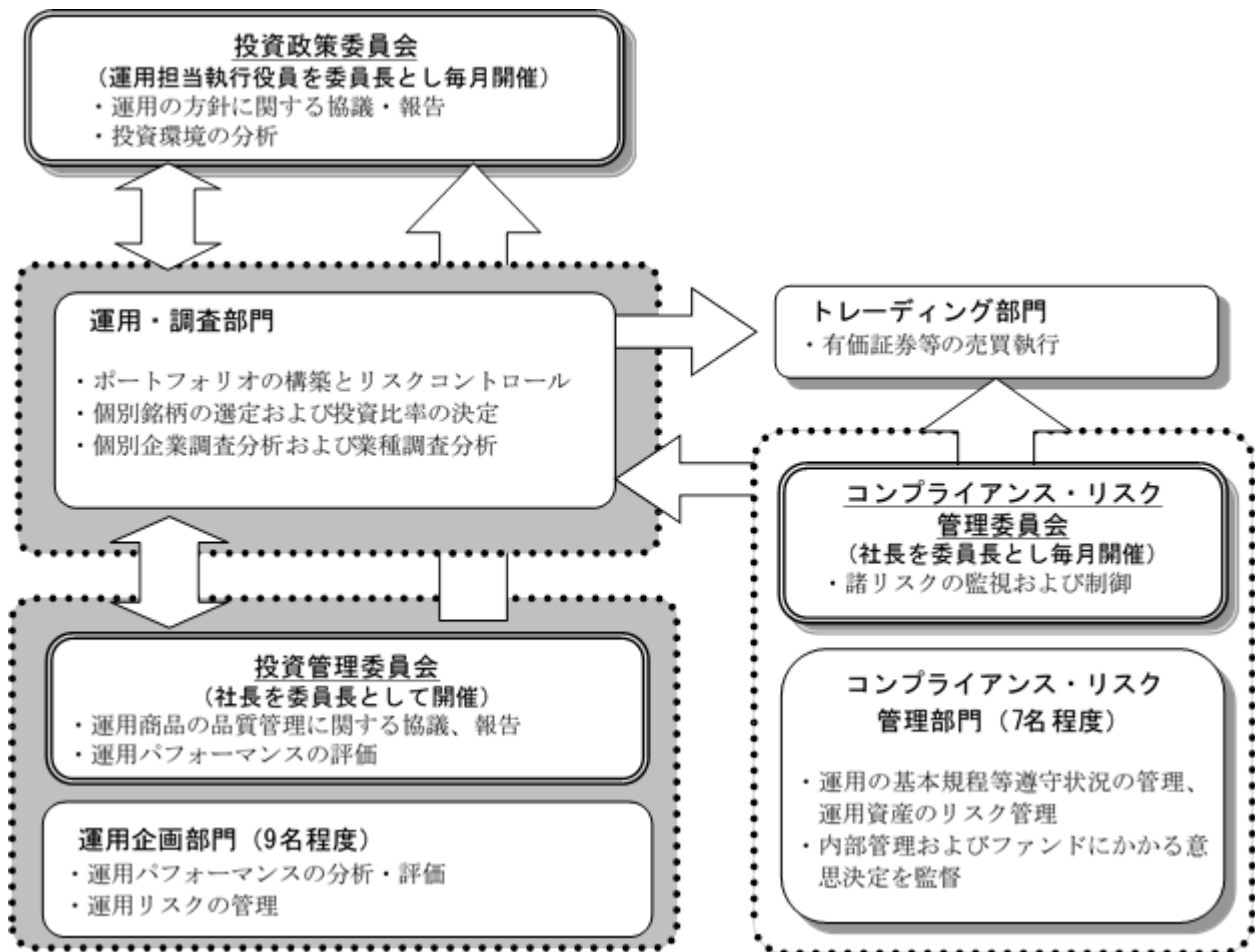 投資政策委員会
（運用担当執行役員を委員長とし毎月開催）
・運用の方針に関する協議・報告
・投資環境の分析
運用・調査部門
・ポートフォリオの構築とリスクコントロール
・個別銘柄の選定および投資比率の決定
・個別企業調査分析および業種調査分析
トレーディング部門
・有価証券等の売買執行
コンプライアンス・リスク
管理委員会
（社長を委員長とし毎月開催）
・諸リスクの監視および制御
コンプライアンス・リスク
管理部門（7名程度）
・運用の基本規程等遵守状況の管理、
運用資産のリスク管理
・内部管理およびファンドにかかる意
思決定を監督
投資管理委員会
（社長を委員長として開催）
・運用商品の品質管理に関する協議、報告
・運用パフォーマンスの評価
運用企画部門（9名程度）
・運用パフォーマンスの分析・評価
・運用リスクの管理